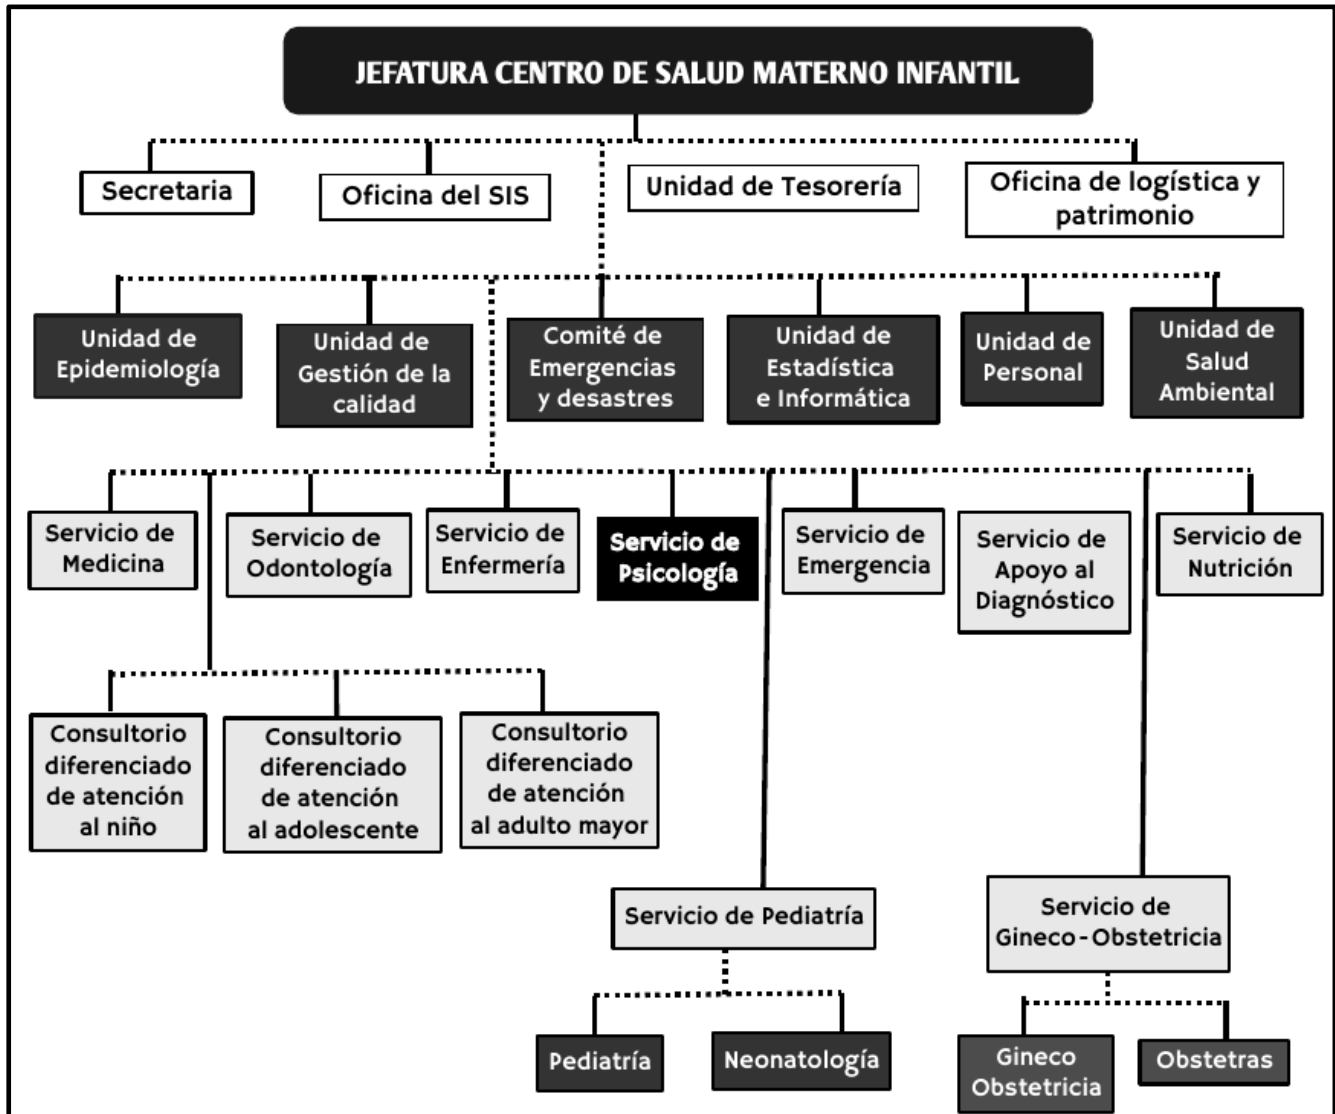 JEFATURA CENTRO DE SALUD MATERNO INFANTIL
Secretaria
Oficina del SIS
Unidad de Tesorería
Oficina de logística y
patrimonio
Unidad de
Epidemiología
Unidad de
Gestión de la
calidad
Comité de
Emergencias
y desastres
Unidad de
Estadística
e Informática
Unidad de
Personal
Unidad de
Salud
Ambiental
Servicio de
Medicina
Servicio de
Odontología
Servicio de
Enfermería
Servicio de
Psicología
Servicio de
Emergencia
Servicio de
Apoyo al
Diagnóstico
Servicio de
Nutrición
Consultorio
diferenciado
de atención
al niño
Consultorio
diferenciado
de atención
al adolescente
Consultorio
diferenciado
de atención
al adulto mayor
Servicio de Pediatría
Servicio de
Gineco-Obstetricia
Pediatría
Neonatología
Gineco
Obstetricia
Obstetras